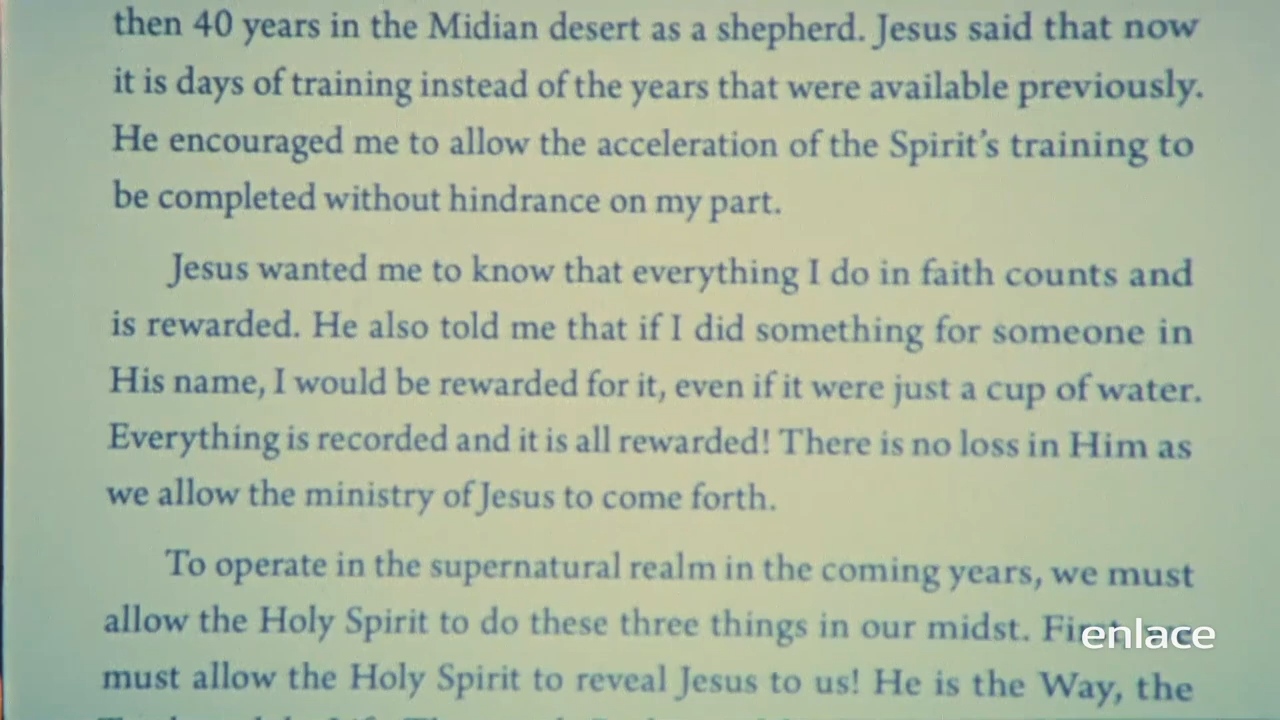 then 40 years in the Midian desert as a shepherd. Jesus said that now
it is days of training instead of the years that were available previously.
He encouraged me to allow the acceleration of the Spirit's training to
be completed without hindrance on my part.
Jesus wanted me to know that everything I do in faith counts and
is rewarded. He also told me that if I did something for someone in
His name, I would be rewarded for it, even if it were just a cup of water.
Everything is recorded and it is all rewarded! There is no loss in Him as
we allow the ministry of Jesus to come forth.
To operate in the supernatural realm in the coming years, we must
allow the Holy Spirit to do these three things in our midst.
enlace
must allow the Holy Spirit to reveal Jesus to us! He is the Way, the